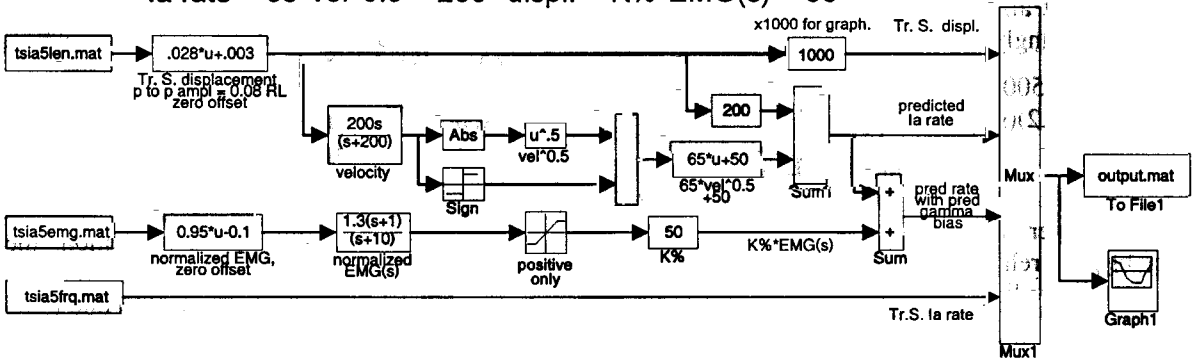 x1000 for graph.
Tr. S. displ.
tsia5len.mat
.028*u+.003
1000
Tr. S. displacement
p to p ampl = 0.08 RL
zero offset
200
predicted
Ia rate
200s
(s+200)
velocity
Abs
u^.5
vel^0.5
65*u+50
65*vel^0.5
+50
Sum1
Sign
Mux
output.mat
To File1
pred rate
with pred
gamma
bias
tsia5emg.mat
0.95*u-0.1
normalized EMG,
zero offset
1.3(s+1)
(s+10)
normalized
EMG(s)
positive
only
50
K%
K%*EMG(s)
+
+
Sum
tsia5frq.mat
Tr.S. Ia rate
Graph1
Mux1